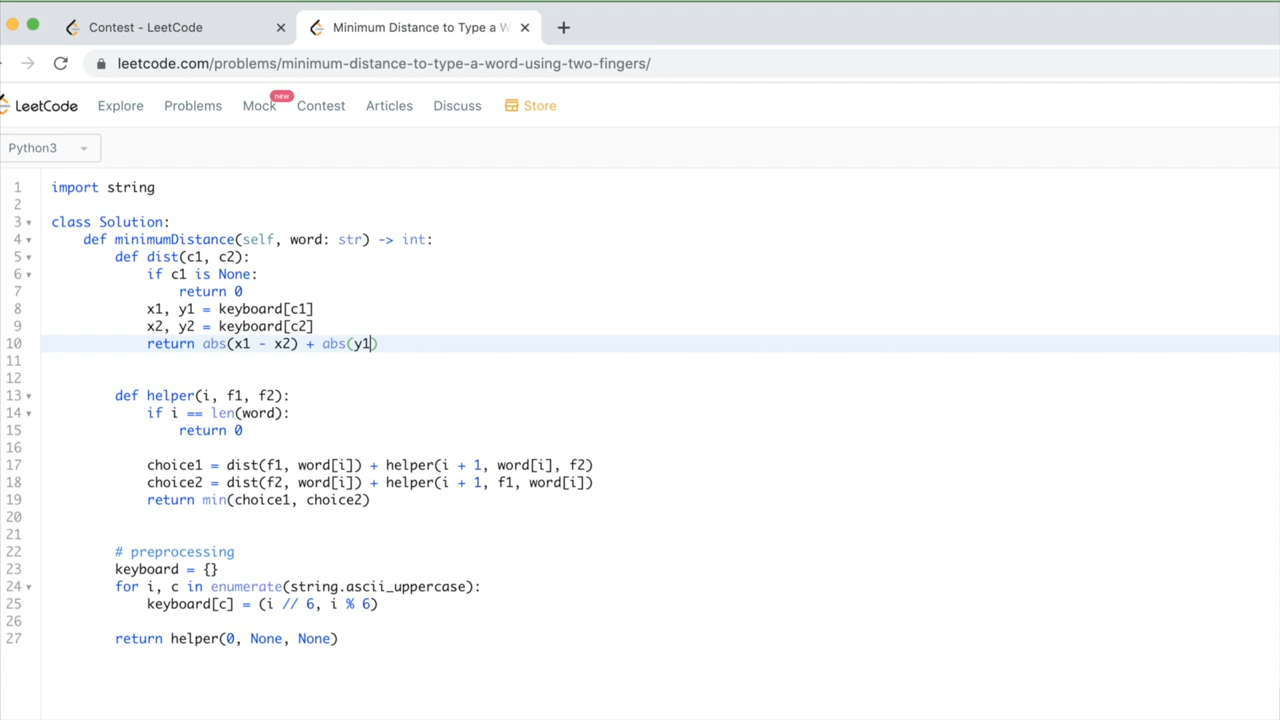 Contest - LeetCode
Minimum Distance to Type a W
leetcode.com/problems/minimum-distance-to-type-a-word-using-two-fingers/
LeetCode Explore Problems Mock new Contest Articles Discuss Store
Python3
1 import string
2
3 class Solution:
4     def minimumDistance(self, word: str) -> int:
5         def dist(c1, c2):
6             if c1 is None:
7                 return 0
8             x1, y1 = keyboard[c1]
9             x2, y2 = keyboard[c2]
10             return abs(x1 - x2) + abs(y1)
11
12
13         def helper(i, f1, f2):
14             if i == len(word):
15                 return 0
16
17             choice1 = dist(f1, word[i]) + helper(i + 1, word[i], f2)
18             choice2 = dist(f2, word[i]) + helper(i + 1, f1, word[i])
19             return min(choice1, choice2)
20
21
22         # preprocessing
23         keyboard = {}
24         for i, c in enumerate(string.ascii_uppercase):
25             keyboard[c] = (i // 6, i % 6)
26
27         return helper(0, None, None)